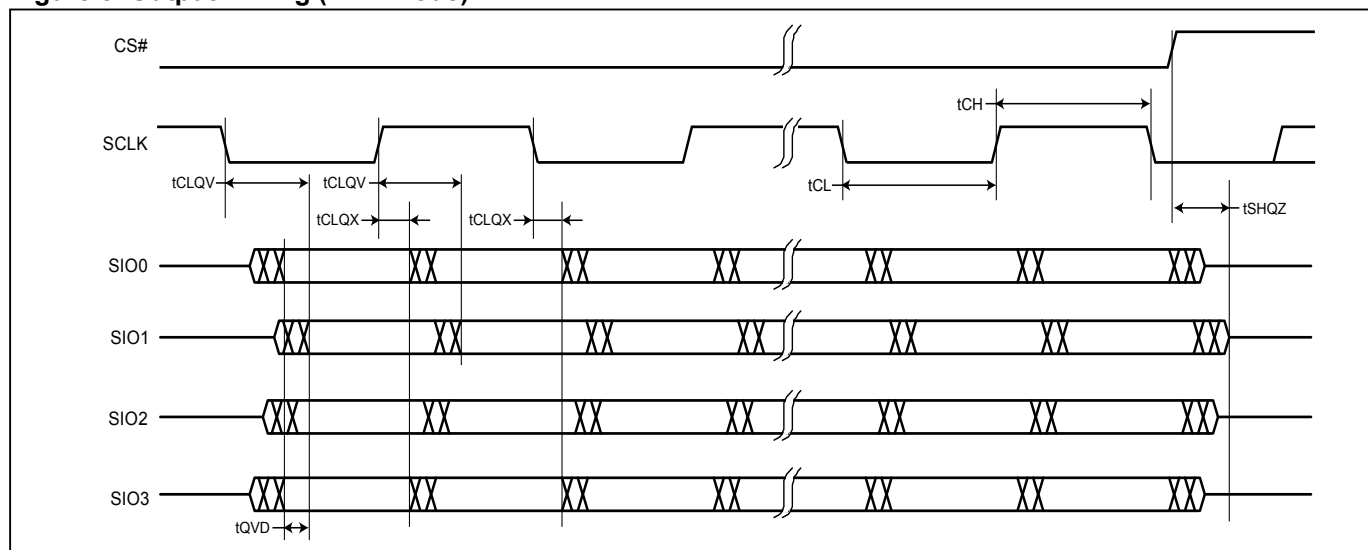 CS#
tCH
SCLK
tCLQV
tCLQV
tCL
tCLQX
tCLQX
tSHQZ
SIO0
SIO1
SIO2
SIO3
tQVD